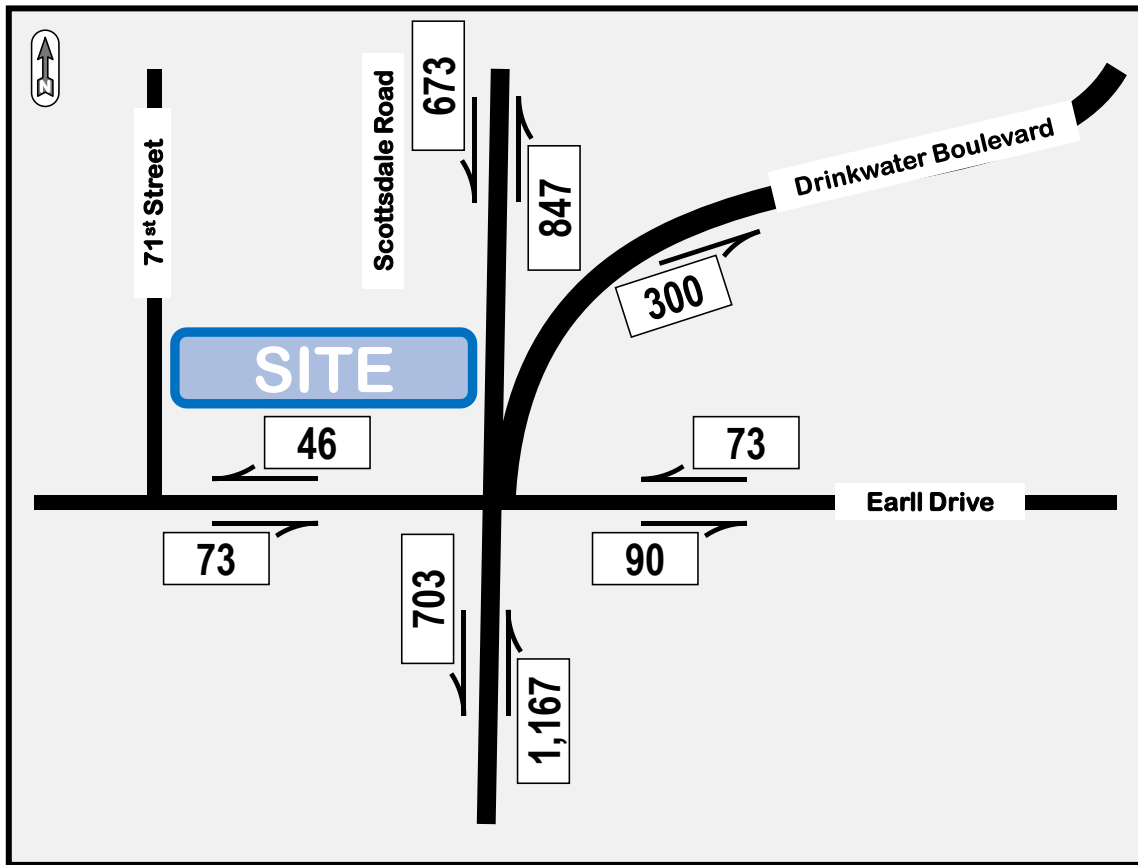 N
673
Scottsdale Road
71st Street
847
Drinkwater Boulevard
300
SITE
46
73
Earll Drive
73
90
703
1,167